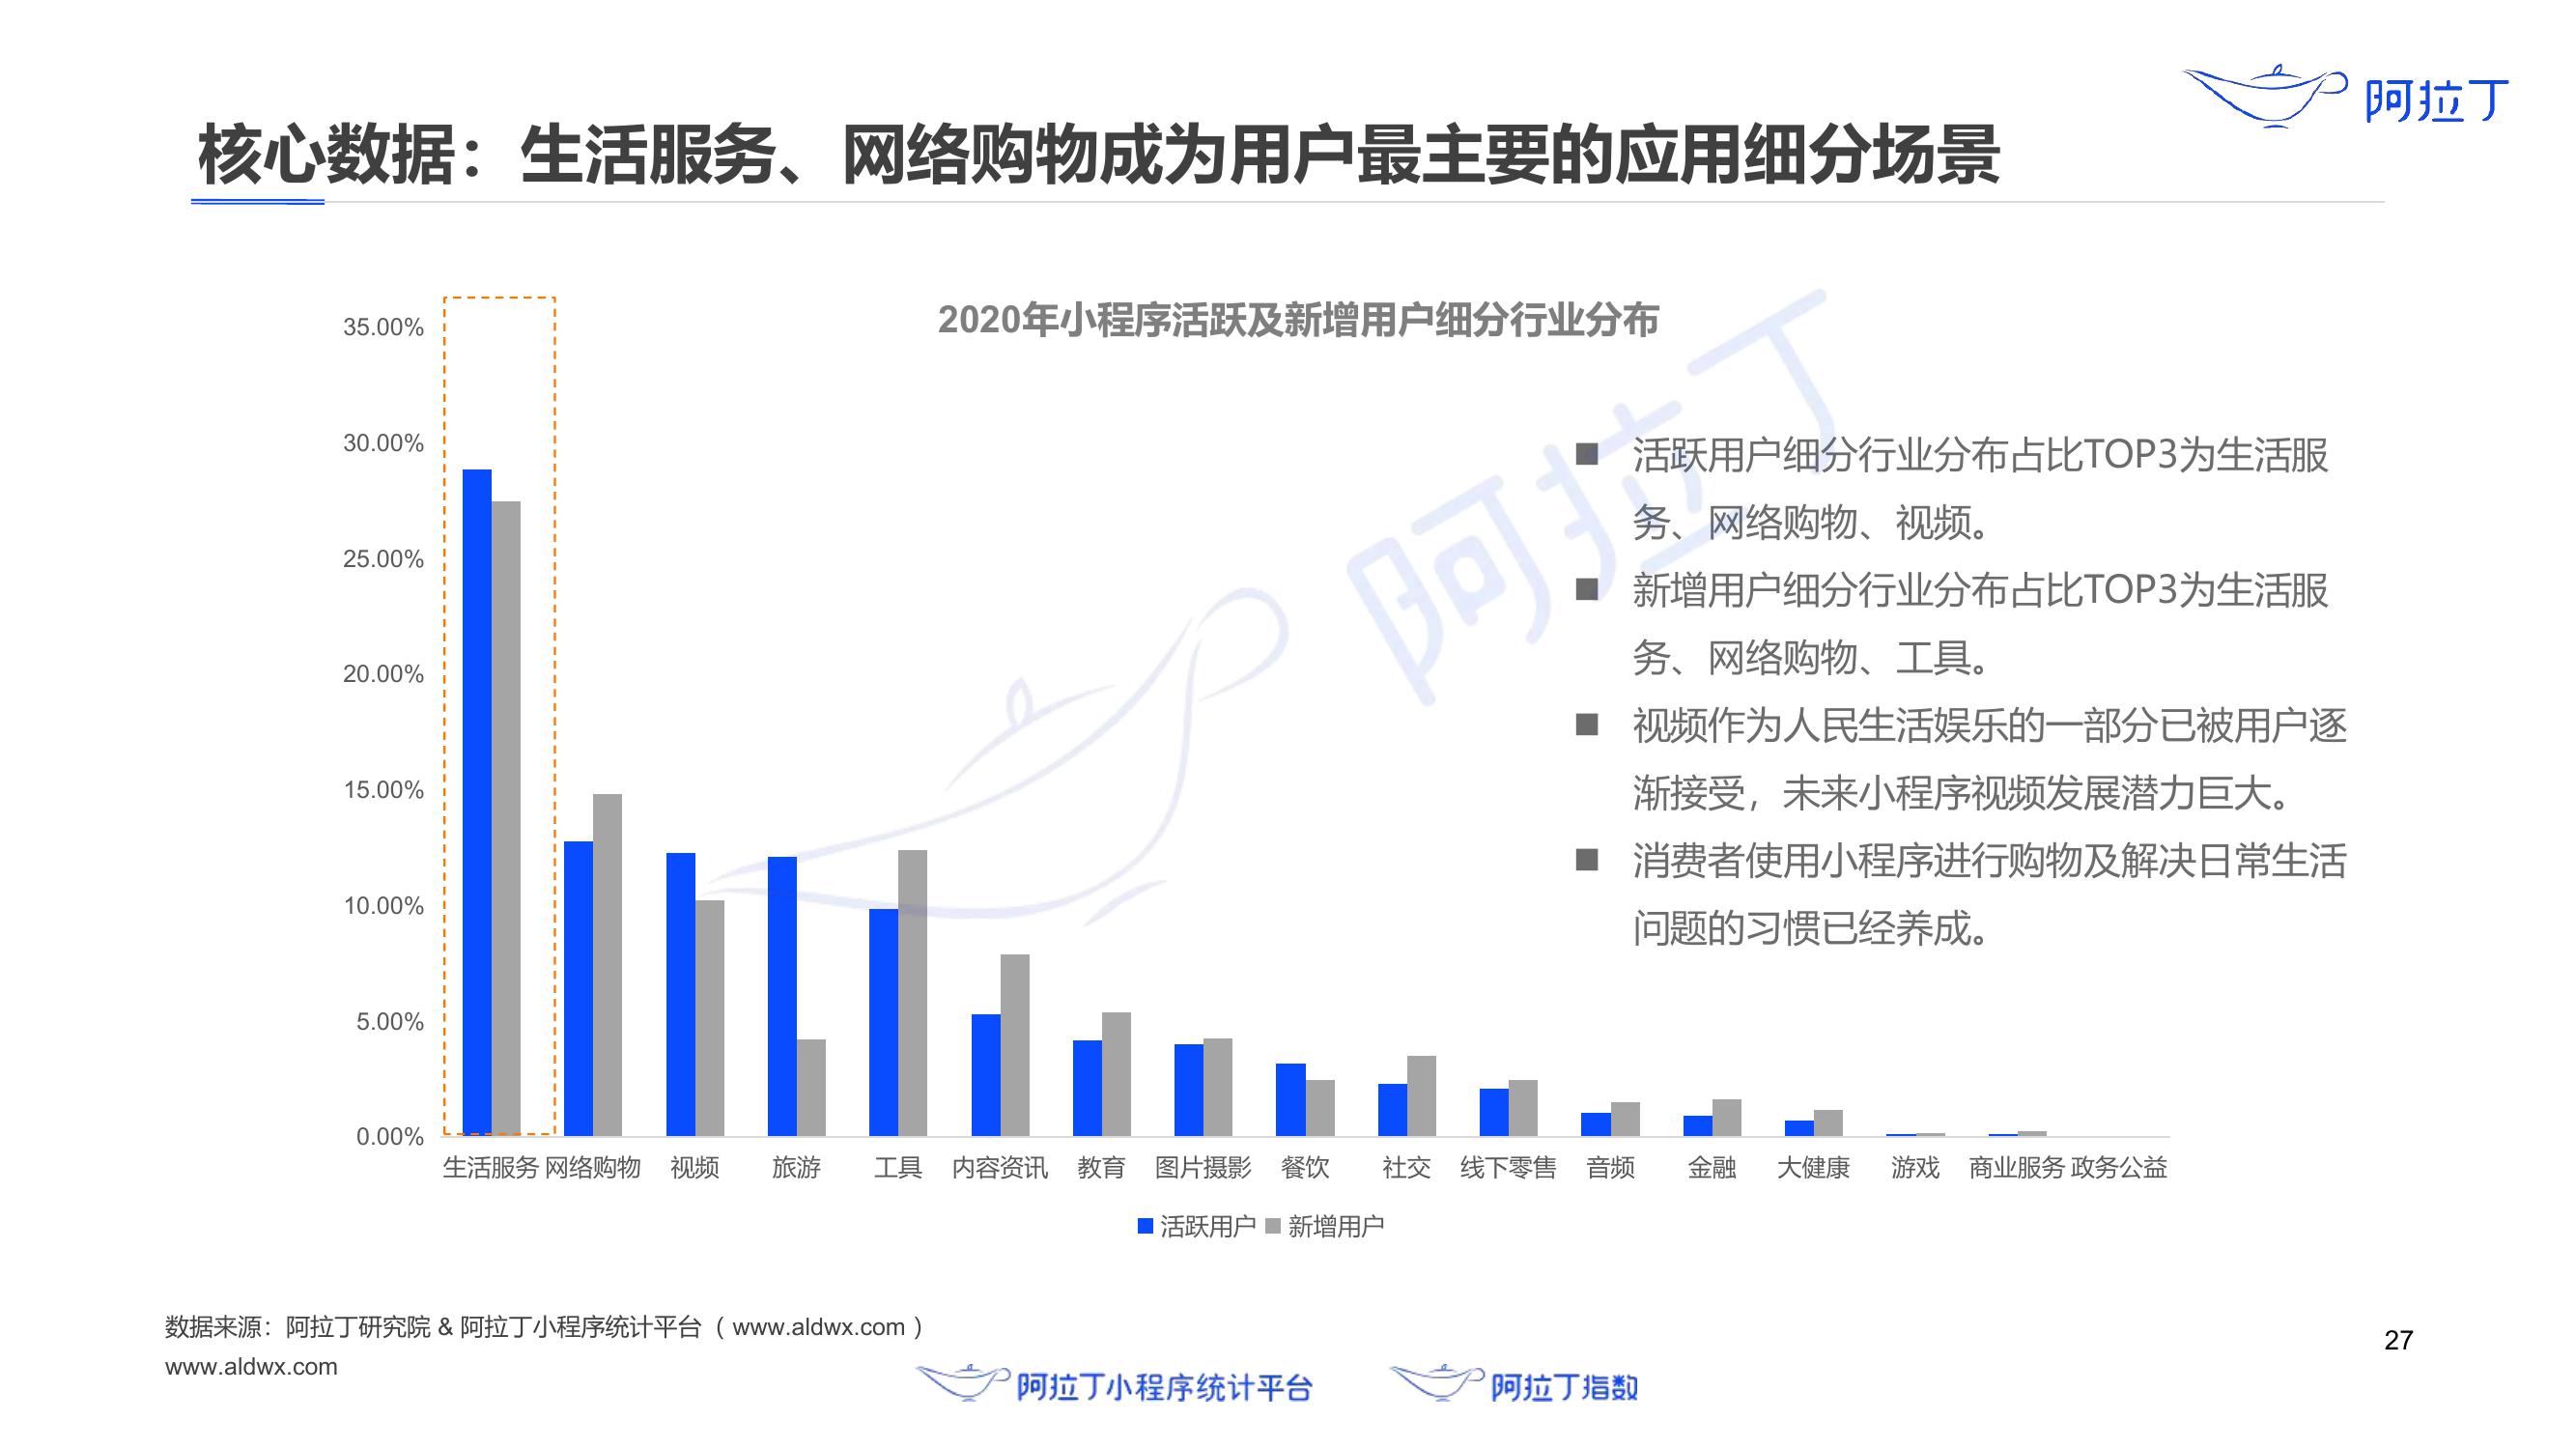 阿拉丁
核心数据：生活服务、网络购物成为用户最主要的应用细分场景
2020年小程序活跃及新增用户细分行业分布
35.00%
30.00%
25.00%
20.00%
15.00%
10.00%
5.00%
0.00%
生活服务 网络购物 视频 旅游 工具 内容资讯 教育 图片摄影 餐饮 社交 线下零售 音频 金融 大健康 游戏 商业服务 政务公益
活跃用户 新增用户
阿拉丁
■ 活跃用户细分行业分布占比TOP3为生活服
务、网络购物、视频。
■ 新增用户细分行业分布占比TOP3为生活服
务、网络购物、工具。
■ 视频作为人民生活娱乐的一部分已被用户逐
渐接受，未来小程序视频发展潜力巨大。
■ 消费者使用小程序进行购物及解决日常生活
问题的习惯已经养成。
数据来源：阿拉丁研究院 & 阿拉丁小程序统计平台（www.aldwx.com）
www.aldwx.com
阿拉丁小程序统计平台
阿拉丁指数
27